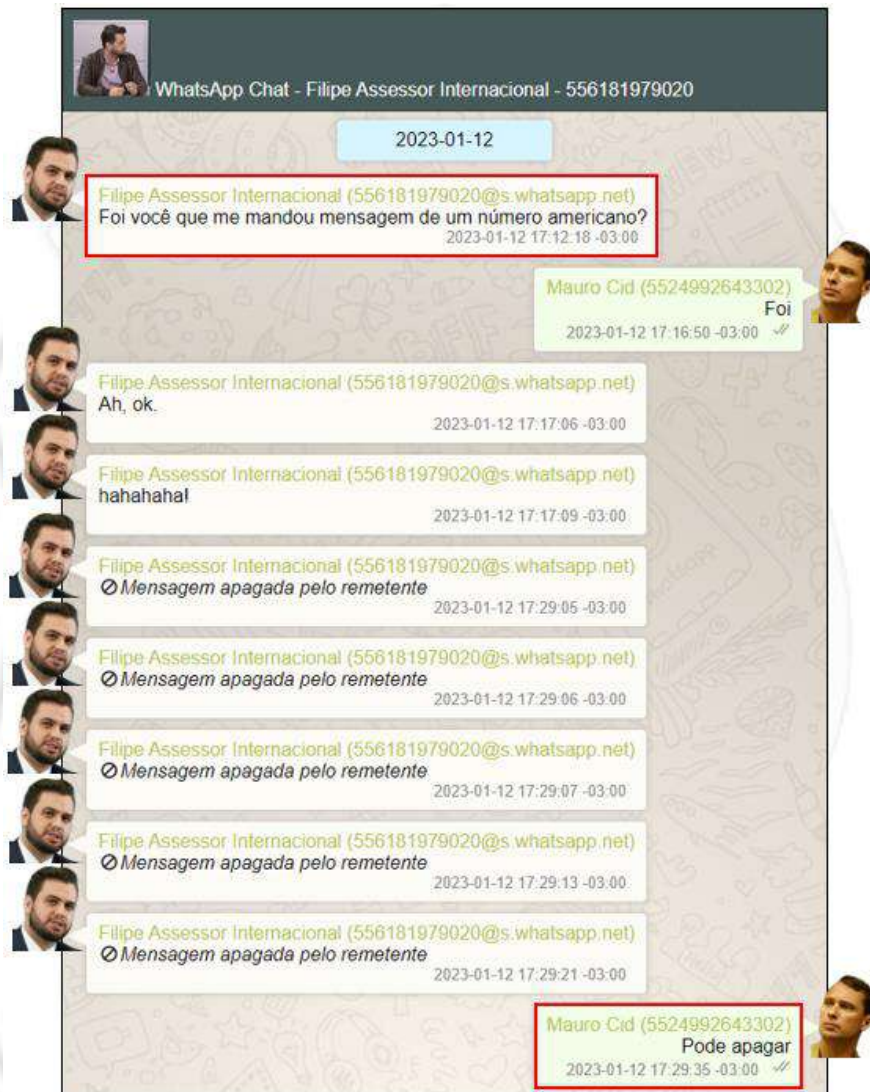 WhatsApp Chat - Filipe Assessor Internacional - 556181979020
2023-01-12
Filipe Assessor Internacional (556181979020@s.whatsapp.net)
Foi você que me mandou mensagem de um número americano?
2023-01-12 17:12:18 -03:00
Mauro Cid (5524992643302)
Foi
2023-01-12 17:16:50 -03:00
Filipe Assessor Internacional (556181979020@s.whatsapp.net)
Ah, ok.
2023-01-12 17:17:06 -03:00
Filipe Assessor Internacional (556181979020@s.whatsapp.net)
hahahaha!
2023-01-12 17:17:09 -03:00
Filipe Assessor Internacional (556181979020@s.whatsapp.net)
Mensagem apagada pelo remetente
2023-01-12 17:29:05 -03:00
Filipe Assessor Internacional (556181979020@s.whatsapp.net)
Mensagem apagada pelo remetente
2023-01-12 17:29:06 -03:00
Filipe Assessor Internacional (556181979020@s.whatsapp.net)
Mensagem apagada pelo remetente
2023-01-12 17:29:07 -03:00
Filipe Assessor Internacional (556181979020@s.whatsapp.net)
Mensagem apagada pelo remetente
2023-01-12 17:29:13 -03:00
Filipe Assessor Internacional (556181979020@s.whatsapp.net)
Mensagem apagada pelo remetente
2023-01-12 17:29:21 -03:00
Mauro Cid (5524992643302)
Pode apagar
2023-01-12 17:29:35 -03:00